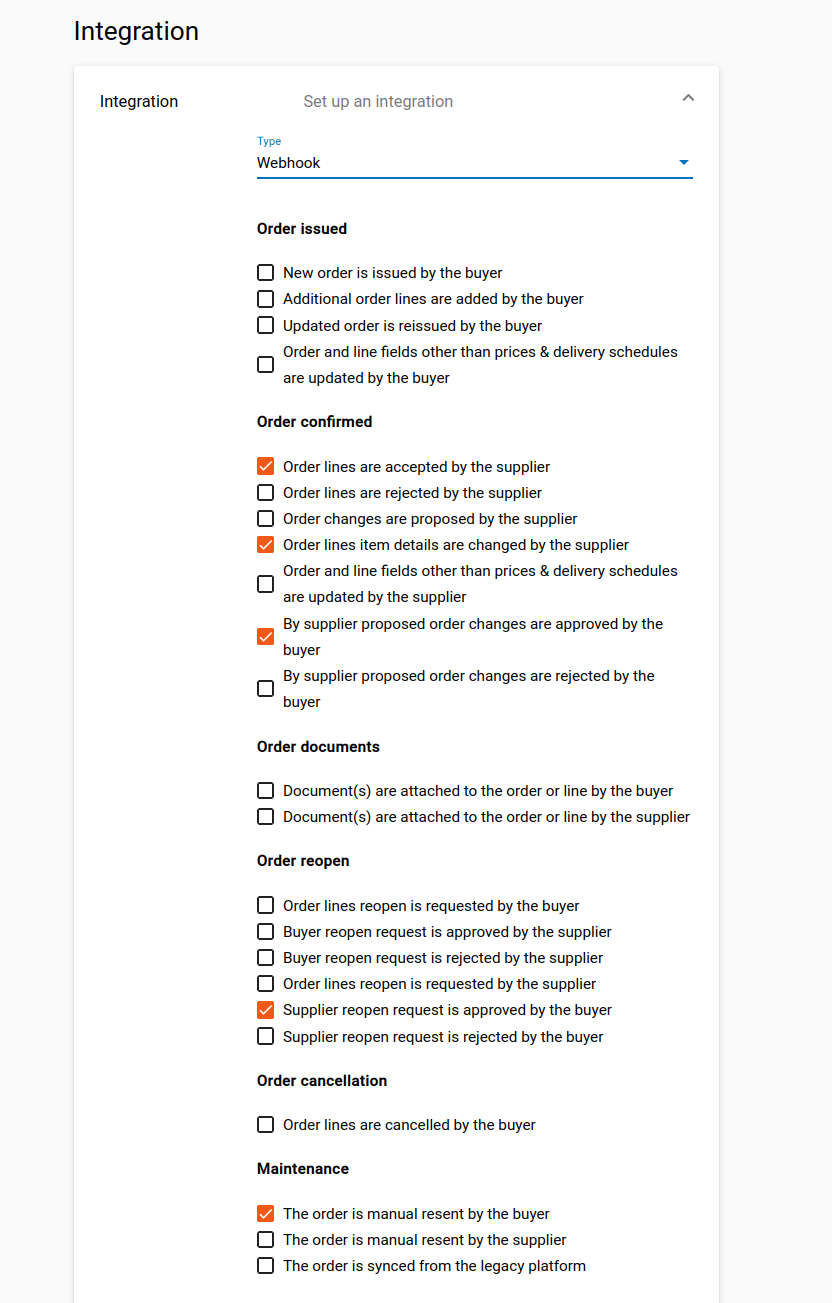 Integration
Integration
Set up an integration
Type
Webhook
Order issued
New order is issued by the buyer
Additional order lines are added by the buyer
Updated order is reissued by the buyer
Order and line fields other than prices & delivery schedules
are updated by the buyer
Order confirmed
Order lines are accepted by the supplier
Order lines are rejected by the supplier
Order changes are proposed by the supplier
Order lines item details are changed by the supplier
Order and line fields other than prices & delivery schedules
are updated by the supplier
By supplier proposed order changes are approved by the
buyer
By supplier proposed order changes are rejected by the
buyer
Order documents
Document(s) are attached to the order or line by the buyer
Document(s) are attached to the order or line by the supplier
Order reopen
Order lines reopen is requested by the buyer
Buyer reopen request is approved by the supplier
Buyer reopen request is rejected by the supplier
Order lines reopen is requested by the supplier
Supplier reopen request is approved by the buyer
Supplier reopen request is rejected by the buyer
Order cancellation
Order lines are cancelled by the buyer
Maintenance
The order is manual resent by the buyer
The order is manual resent by the supplier
The order is synced from the legacy platform